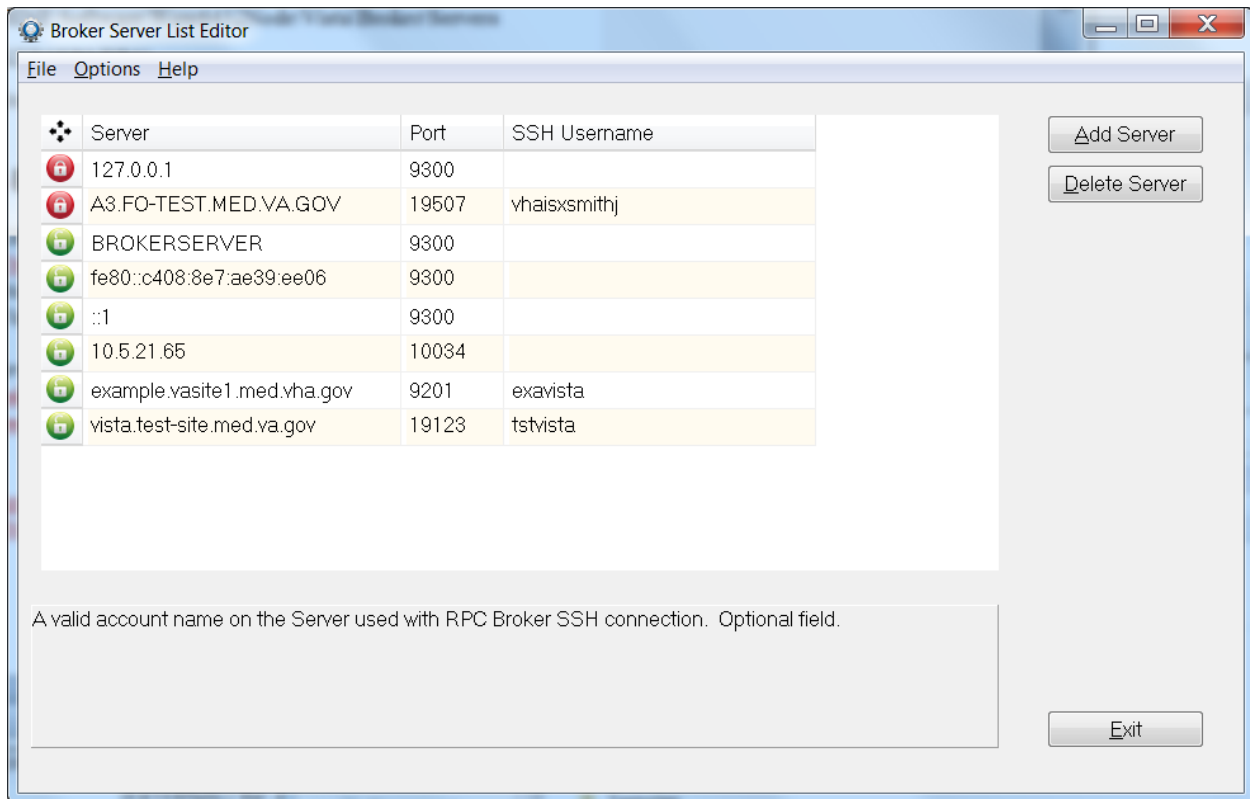 Broker Server List Editor
File Options Help
Server Port SSH Username
127.0.0.1 9300
A3.FO-TEST.MED.VA.GOV 19507 vhaisxsmithj
BROKERSERVER 9300
fe80::c408:8e7:ae39:ee06 9300
::1 9300
10.5.21.65 10034
example.vasite1.med.vha.gov 9201 exavista
vista.test-site.med.va.gov 19123 tstvista
Add Server
Delete Server
A valid account name on the Server used with RPC Broker SSH connection.  Optional field.
Exit